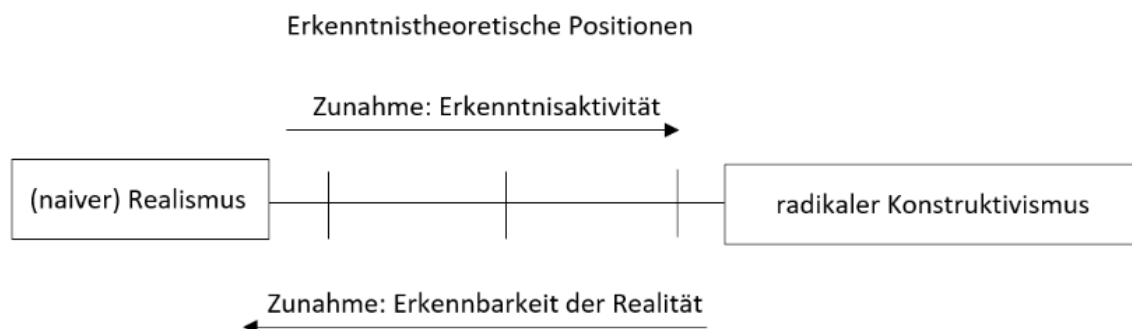 Erkenntnistheoretische Positionen
Zunahme: Erkenntnisaktivität
(naiver) Realismus
radikaler Konstruktivismus
Zunahme: Erkennbarkeit der Realität